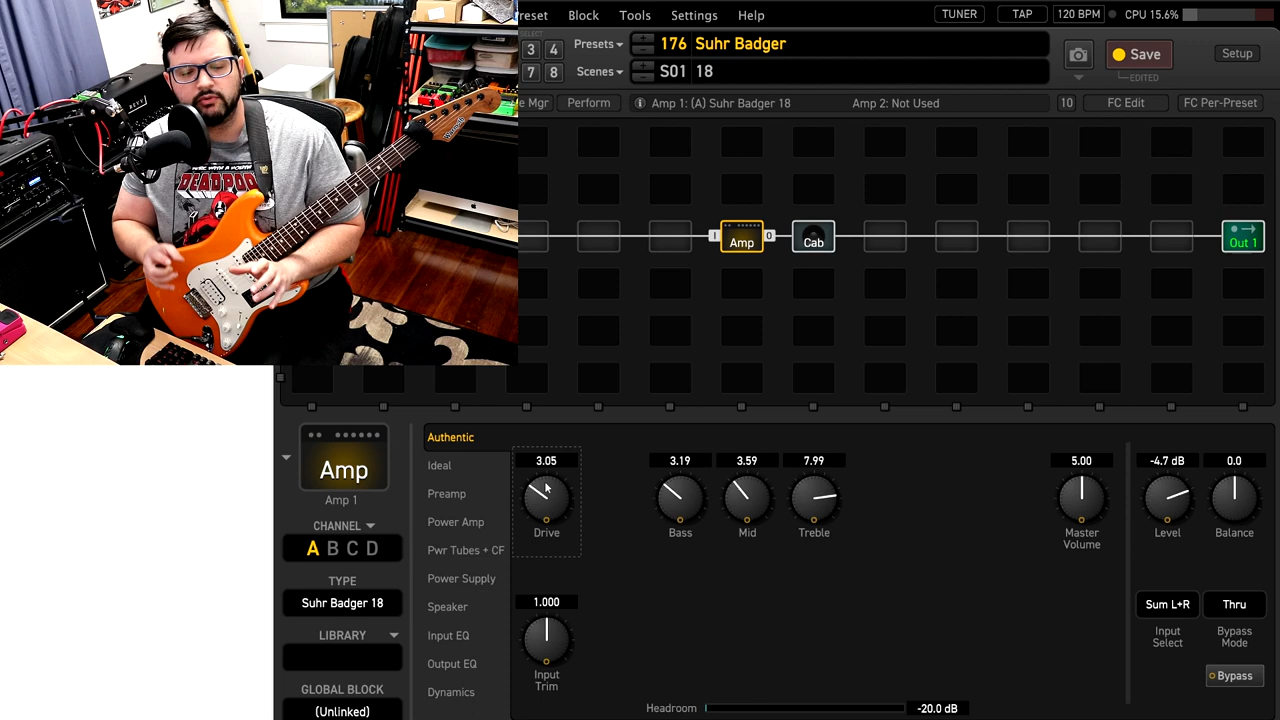 reset Block Tools Settings Help TUNER TAP 120 BPM CPU 15.6%
SELECT
3 4 Presets 176 Suhr Badger Save Setup
7 8 Scenes S01 18 EDITED
e Mgr Perform Amp 1: (A) Suhr Badger 18 Amp 2: Not Used 10 FC Edit FC Per-Preset
DEADPOOL
I Amp O Cab Out 1
Amp
Amp 1
CHANNEL
A B C D
TYPE
Suhr Badger 18
LIBRARY
GLOBAL BLOCK
(Unlinked)
Authentic
Ideal
Preamp
Power Amp
Pwr Tubes + CF
Power Supply
Speaker
Input EQ
Output EQ
Dynamics
3.05 3.19 3.59 7.99 5.00 -4.7 dB 0.0
Drive Bass Mid Treble Master Volume Level Balance
1.000 Sum L+R Thru
Input Trim Input Select Bypass Mode
Bypass
Headroom -20.0 dB